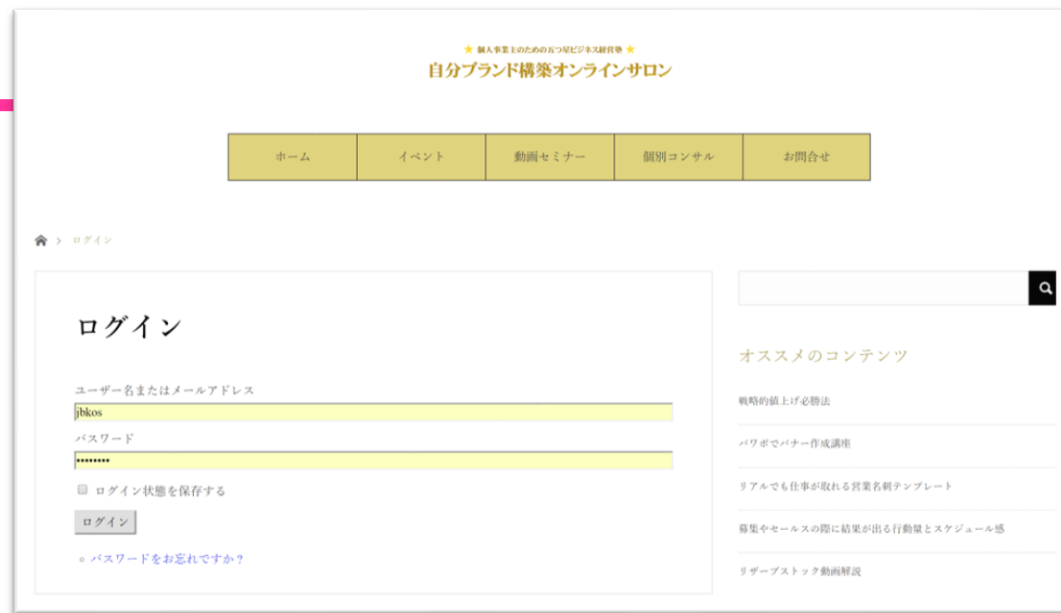 個人事業主のための五つ星ビジネス経営塾
自分ブランド構築オンラインサロン
ホーム イベント 動画セミナー 個別コンサル お問合せ
ログイン
ログイン
ユーザー名またはメールアドレス
jbkos
パスワード
••••••••
ログイン状態を保存する
ログイン
パスワードをお忘れですか?
オススメのコンテンツ
戦略的値上げ必勝法
パワポでバナー作成講座
リアルでも仕事が取れる営業名刺テンプレート
募集やセールスの際に結果が出る行動量とスケジュール感
リザーブストック動画解説